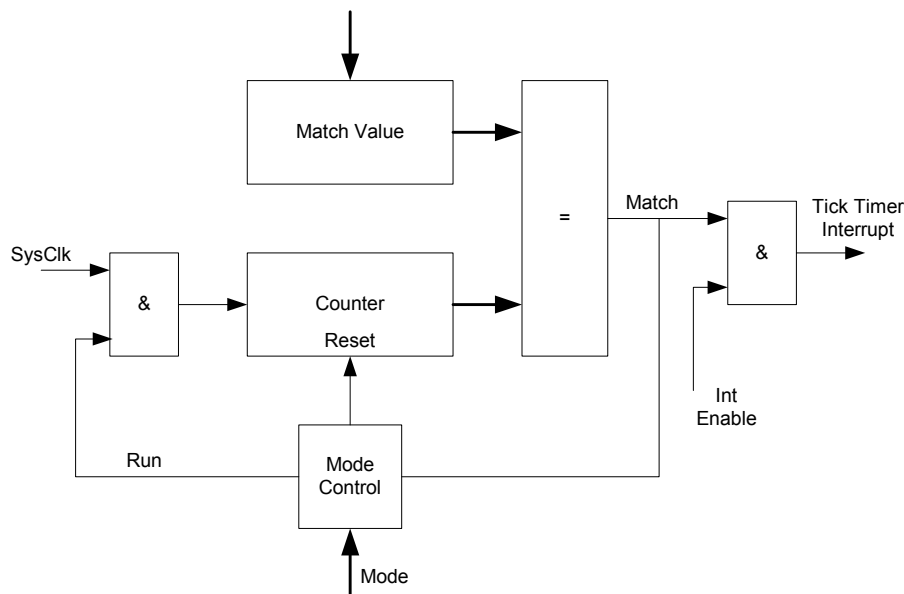 Match Value
=
Match
Tick Timer
Interrupt
&
SysClk
&
Counter
Reset
Int
Enable
Run
Mode
Control
Mode